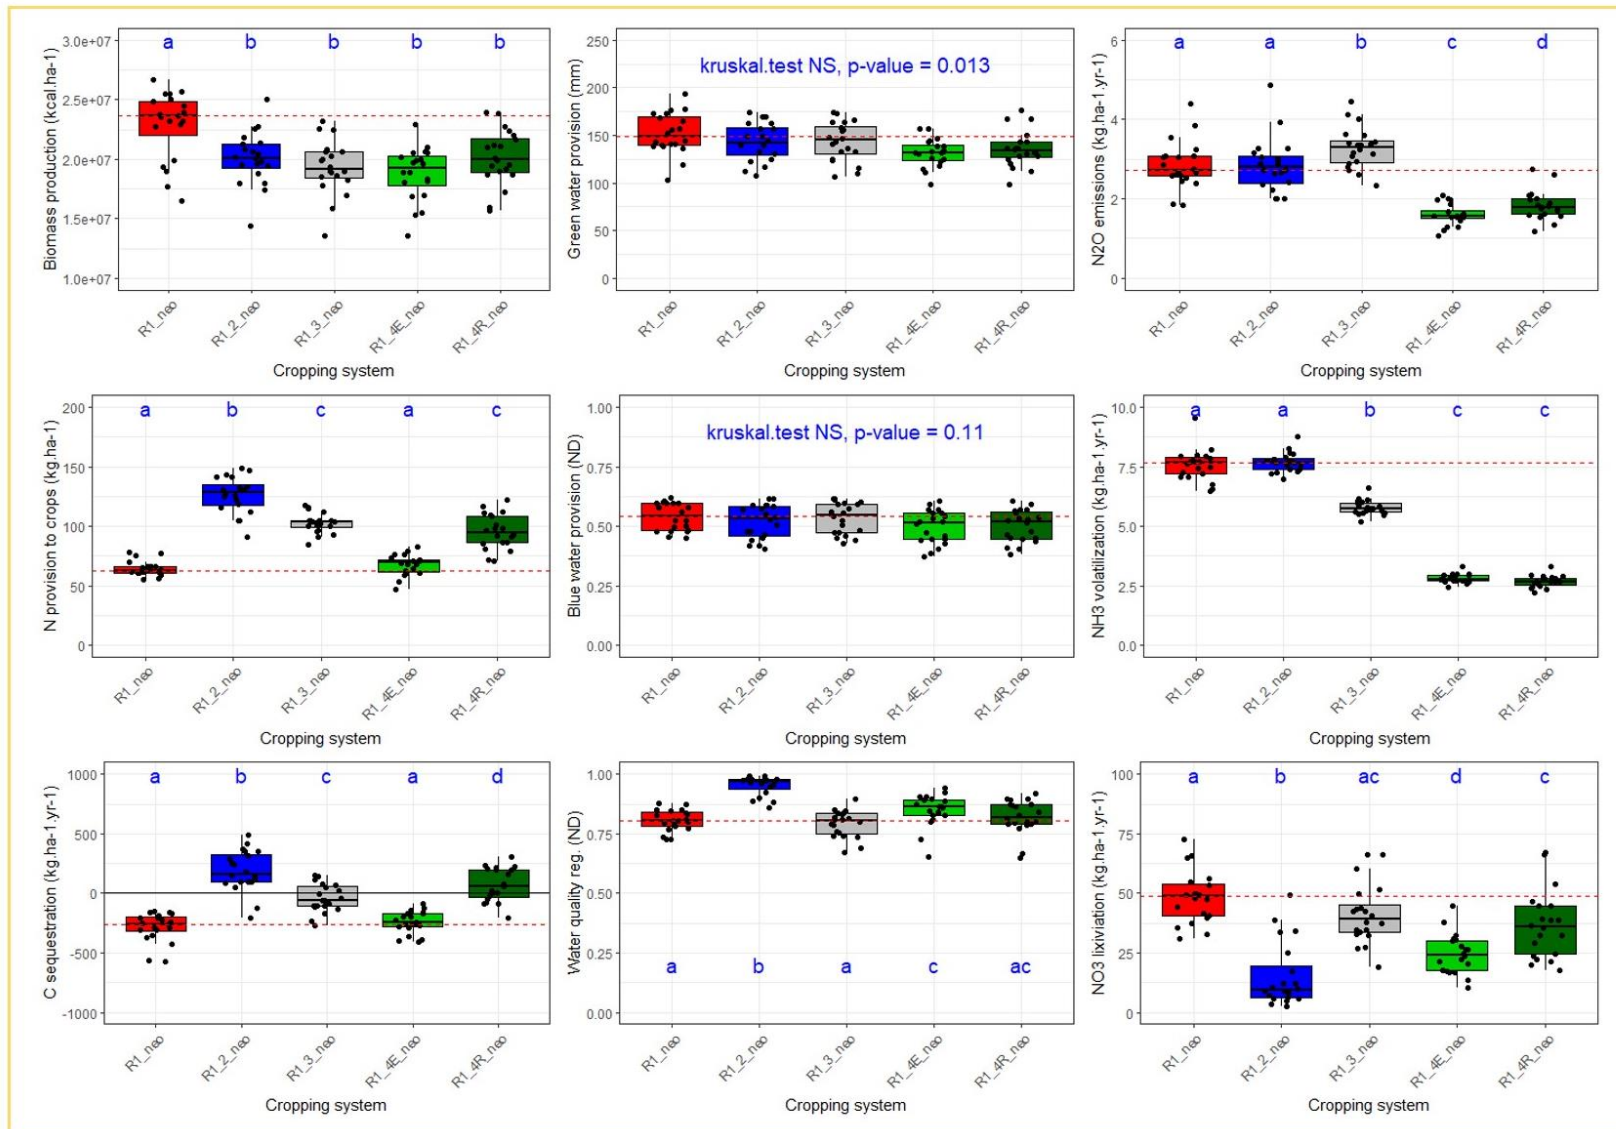 Biomass production (kcal.ha-1)
3.0e+07
2.5e+07
2.0e+07
1.5e+07
1.0e+07
a b b b b
R1_neo R1_2_neo R1_3_neo R1_4E_neo R1_4R_neo
Cropping system
Green water provision (mm)
250
200
150
100
50
0
kruskal.test NS, p-value = 0.013
R1_neo R1_2_neo R1_3_neo R1_4E_neo R1_4R_neo
Cropping system
N2O emissions (kg.ha-1.yr-1)
6
4
2
0
a a b c d
R1_neo R1_2_neo R1_3_neo R1_4E_neo R1_4R_neo
Cropping system
N provision to crops (kg.ha-1)
200
150
100
50
0
a b c a c
R1_neo R1_2_neo R1_3_neo R1_4E_neo R1_4R_neo
Cropping system
Blue water provision (ND)
1.00
0.75
0.50
0.25
0.00
kruskal.test NS, p-value = 0.11
R1_neo R1_2_neo R1_3_neo R1_4E_neo R1_4R_neo
Cropping system
NH3 volatilization (kg.ha-1.yr-1)
10.0
7.5
5.0
2.5
0.0
a a b c c
R1_neo R1_2_neo R1_3_neo R1_4E_neo R1_4R_neo
Cropping system
C sequestration (kg.ha-1.yr-1)
1000
500
0
-500
-1000
a b c a d
R1_neo R1_2_neo R1_3_neo R1_4E_neo R1_4R_neo
Cropping system
Water quality reg. (ND)
1.00
0.75
0.50
0.25
0.00
a b a c ac
R1_neo R1_2_neo R1_3_neo R1_4E_neo R1_4R_neo
Cropping system
NO3 lixiviation (kg.ha-1.yr-1)
100
75
50
25
0
a b ac d c
R1_neo R1_2_neo R1_3_neo R1_4E_neo R1_4R_neo
Cropping system